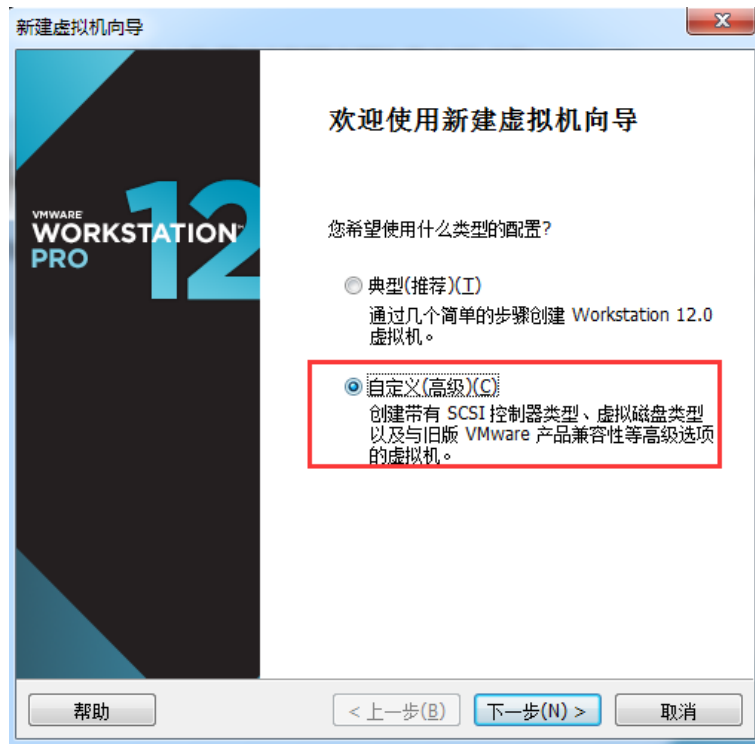 新建虚拟机向导
欢迎使用新建虚拟机向导
VMWARE
WORKSTATION™
PRO
12
您希望使用什么类型的配置?
典型(推荐)(T)
通过几个简单的步骤创建 Workstation 12.0
虚拟机。
自定义(高级)(C)
创建带有 SCSI 控制器类型、虚拟磁盘类型
以及与旧版 VMware 产品兼容性等高级选项
的虚拟机。
帮助
< 上一步(B)
下一步(N) >
取消